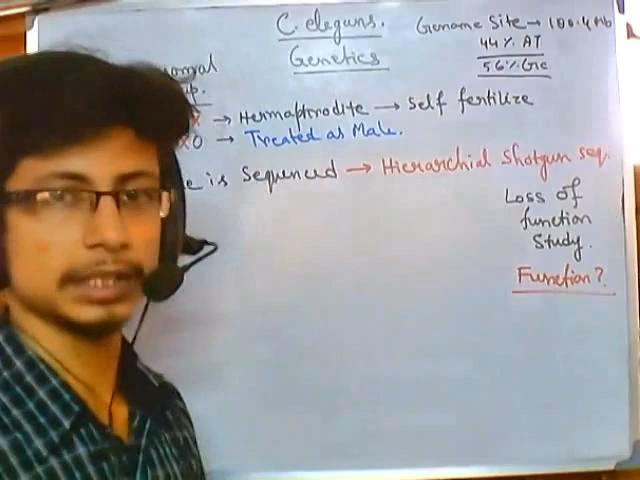 C. elegans.
Genetics
Genome Site → 100.4 Mb
44% AT
56% GC
→ Hermaphrodite → Self fertilize
XO → Treated as Male.
is Sequenced → Hierarchial Shotgun seq.
Loss of
function
Study.
Function?